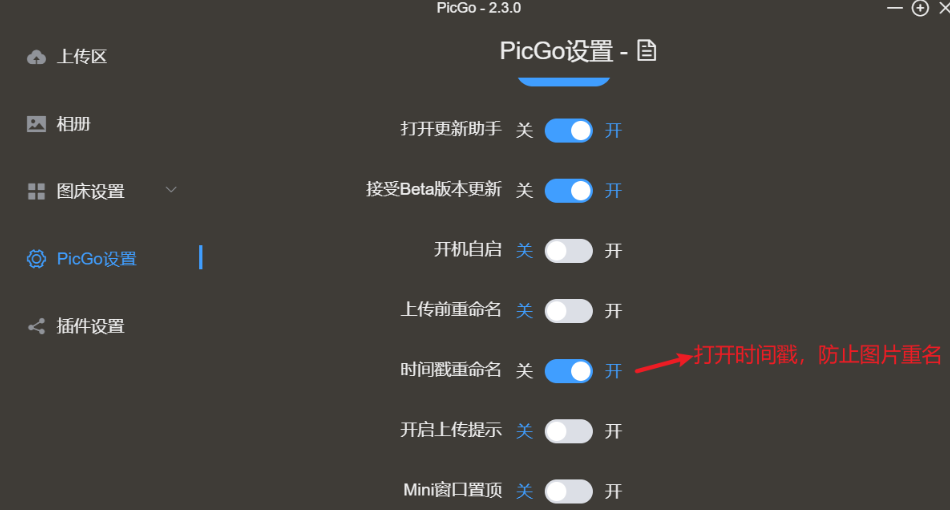 PicGo - 2.3.0
PicGo设置 -
上传区
相册
图床设置
PicGo设置
插件设置
打开更新助手 关 开
接受Beta版本更新 关 开
开机自启 关 开
上传前重命名 关 开
时间戳重命名 关 开
打开时间戳，防止图片重名
开启上传提示 关 开
Mini窗口置顶 关 开